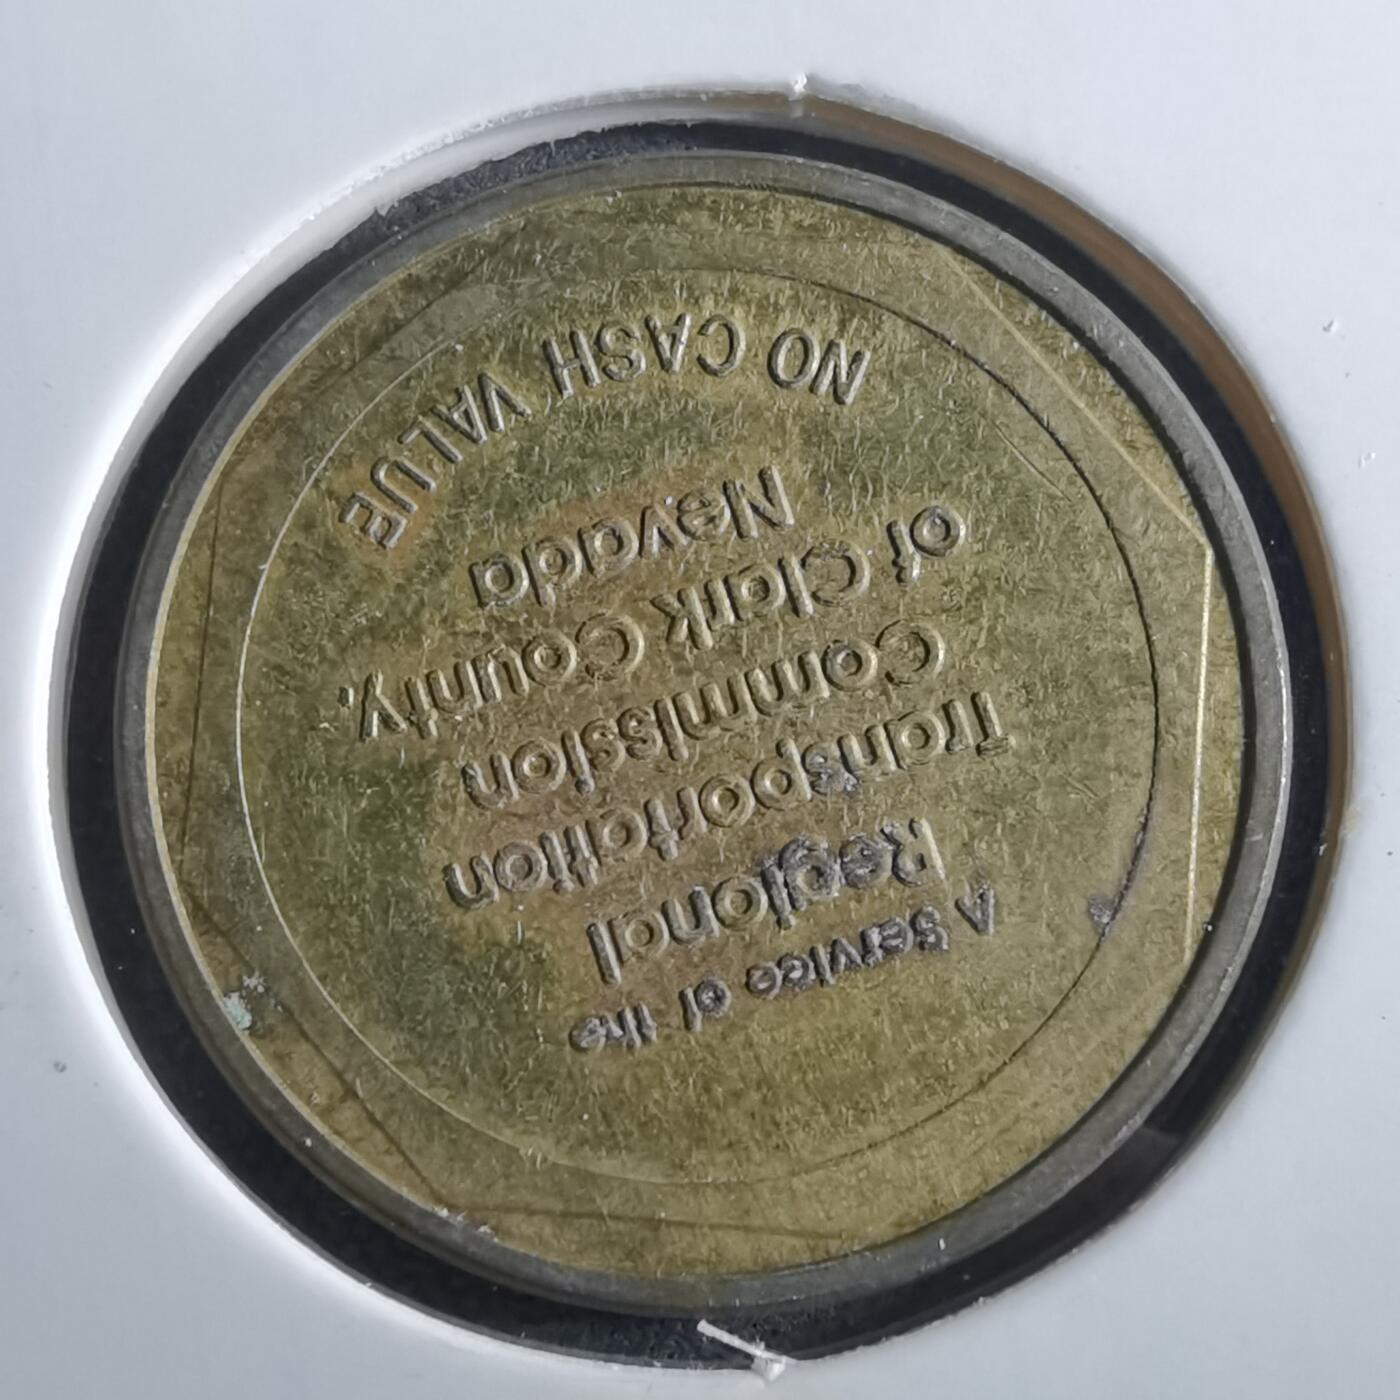 A Service of the
Regional
Transportation
Commission
of Clark County,
Nevada
NO CASH VALUE